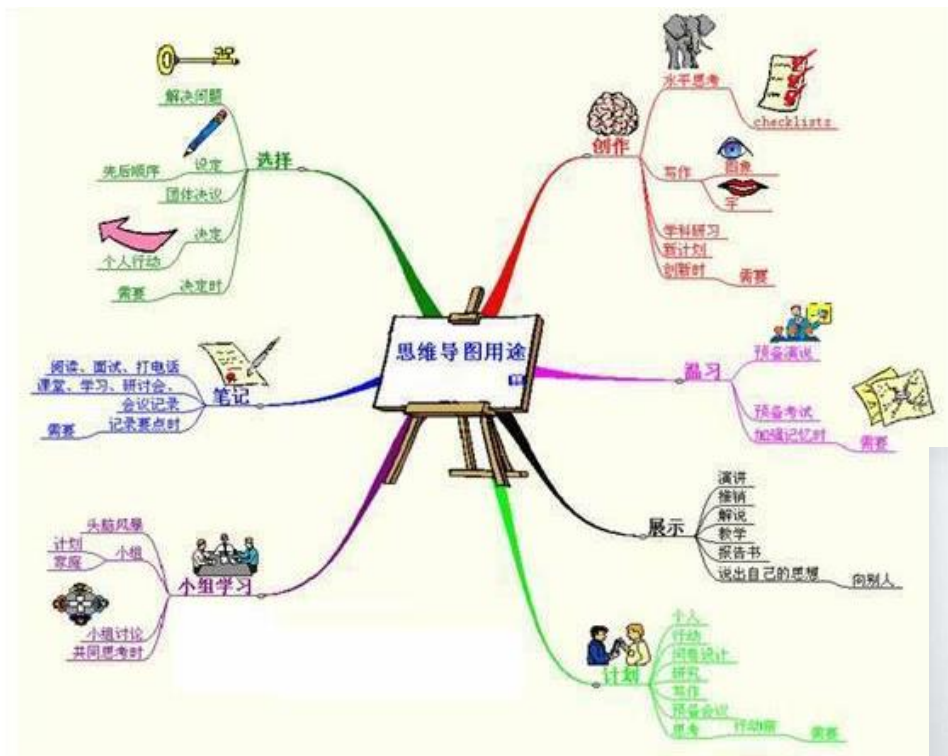 思维导图用途
选择
解决问题
先后顺序 设定
团体决议
决定
个人行动
需要 决定时
笔记
阅读、面试、打电话
课堂、学习、研讨会、
会议记录
需要 记录要点时
小组学习
头脑风暴
计划
家庭
小组
小组讨论
共同思考时
创作
水平思考
checklists
写作
图象
字
学科研习
新计划
创新时 需要
温习
预备演说
预备考试
加强记忆时 需要
展示
演讲
推销
解说
教学
报告书
说出自己的思想 向别人
计划
个人
行动
问卷设计
研究
写作
预备会议
思考 行动前 需要